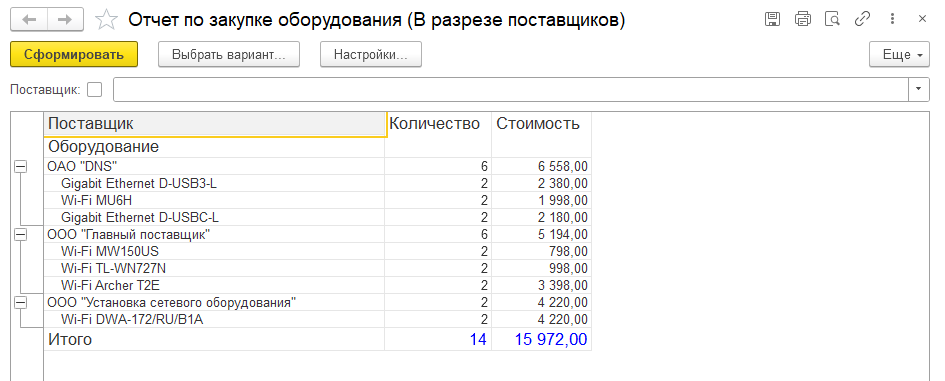 Отчет по закупке оборудования (В разрезе поставщиков)
Сформировать Выбрать вариант... Настройки... Еще
Поставщик:
Поставщик Количество Стоимость
Оборудование
ОАО "DNS" 6 6 558,00
Gigabit Ethernet D-USB3-L 2 2 380,00
Wi-Fi MU6H 2 1 998,00
Gigabit Ethernet D-USBC-L 2 2 180,00
ООО "Главный поставщик" 6 5 194,00
Wi-Fi MW150US 2 798,00
Wi-Fi TL-WN727N 2 998,00
Wi-Fi Archer T2E 2 3 398,00
ООО "Установка сетевого оборудования" 2 4 220,00
Wi-Fi DWA-172/RU/B1A 2 4 220,00
Итого 14 15 972,00